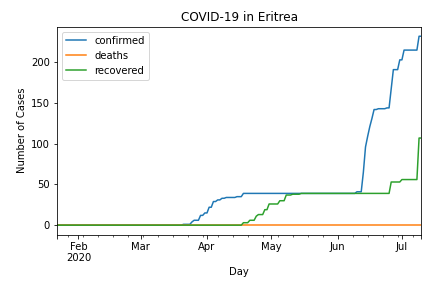 COVID-19 in Eritrea
confirmed
deaths
recovered
Number of Cases
200
150
100
50
0
Feb Mar Apr May Jun Jul
2020
Day